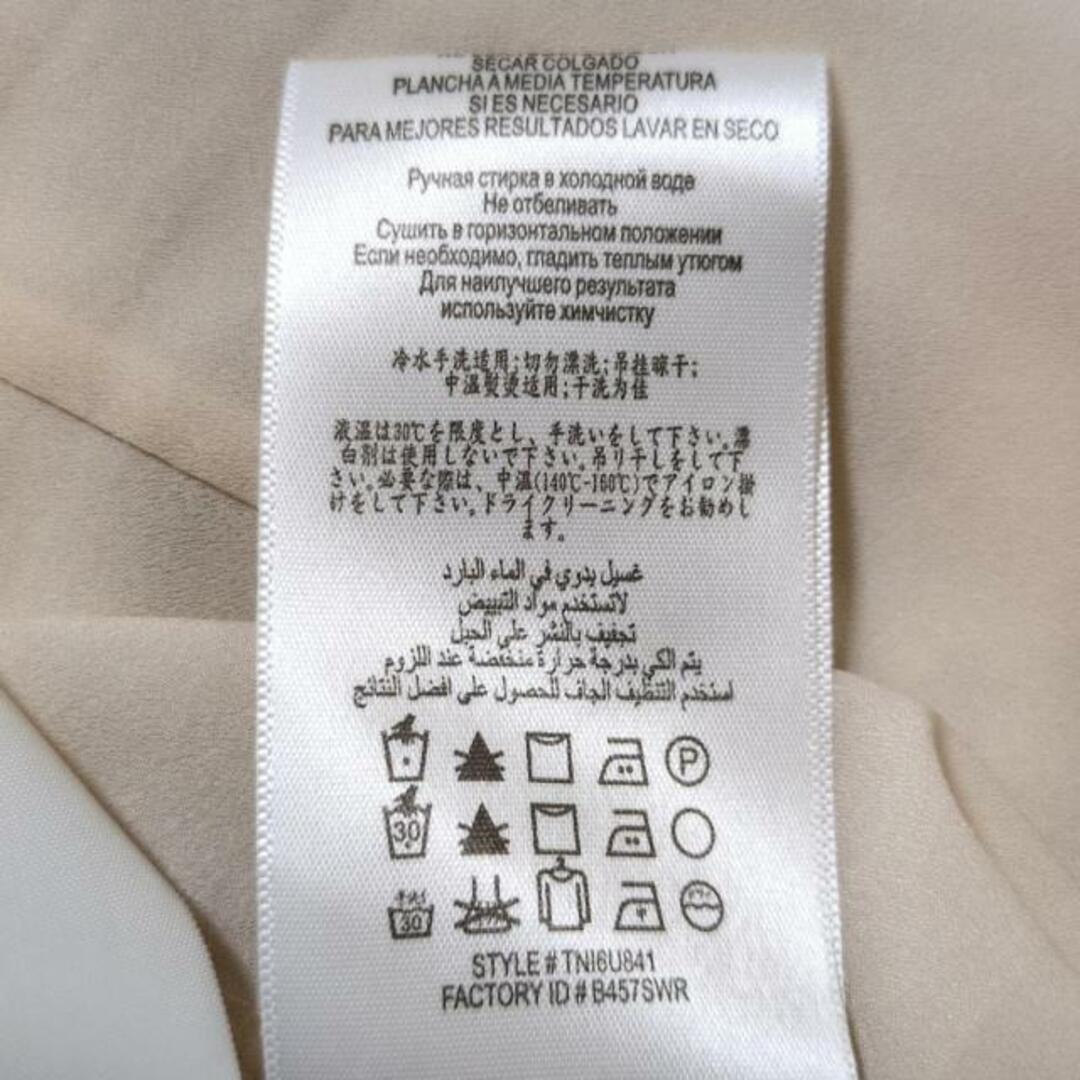 SECAR COLGADO
PLANCHA A MEDIA TEMPERATURA
SI ES NECESARIO
PARA MEJORES RESULTADOS LAVAR EN SECO
Ручная стирка в холодной воде
Не отбеливать
Сушить в горизонтальном положении
Если необходимо, гладить теплым утюгом
Для наилучшего результата
используйте химчистку
冷水手洗适用;切勿漂洗;吊挂晾干;
中温熨烫适用;干洗为佳
液温は30℃を限度とし、手洗いをして下さい。漂
白剤は使用しないで下さい。吊り干しをして下
さい。必要な際は、中温(140℃-160℃)でアイロン掛
けをして下さい。ドライクリーニングをお勧めし
ます。
غسيل يدوي في الماء البارد
لاتستخدم مواد التبييض
تجفيف بالنشر على الحبل
يتم الكي بدرجة حرارة منخفضة عند اللزوم
استخدم التنظيف الجاف للحصول على افضل النتائج
P
30
30
STYLE # TNI6U841
FACTORY ID # B457SWR